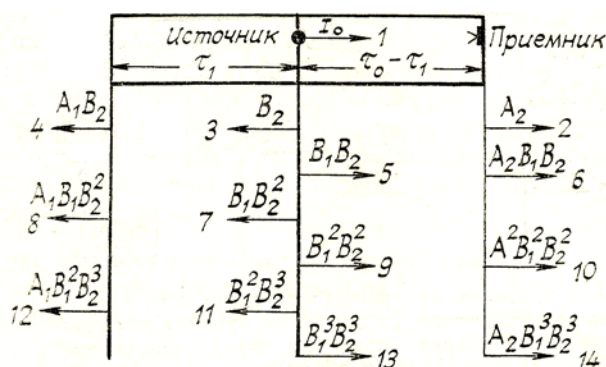 Источник I₀ 1 Приемник
τ₁ τ₀-τ₁
A₁B₂ B₂ A₂
4 3 2
B₁B₂ A₂B₁B₂
5 6
A₁B₁B₂² B₁B₂²
8 7
B₁²B₂² A²B₁²B₂²
9 10
A₁B₁²B₂³ B₁²B₂³
12 11
B₁³B₂³ A₂B₁³B₂³
13 14